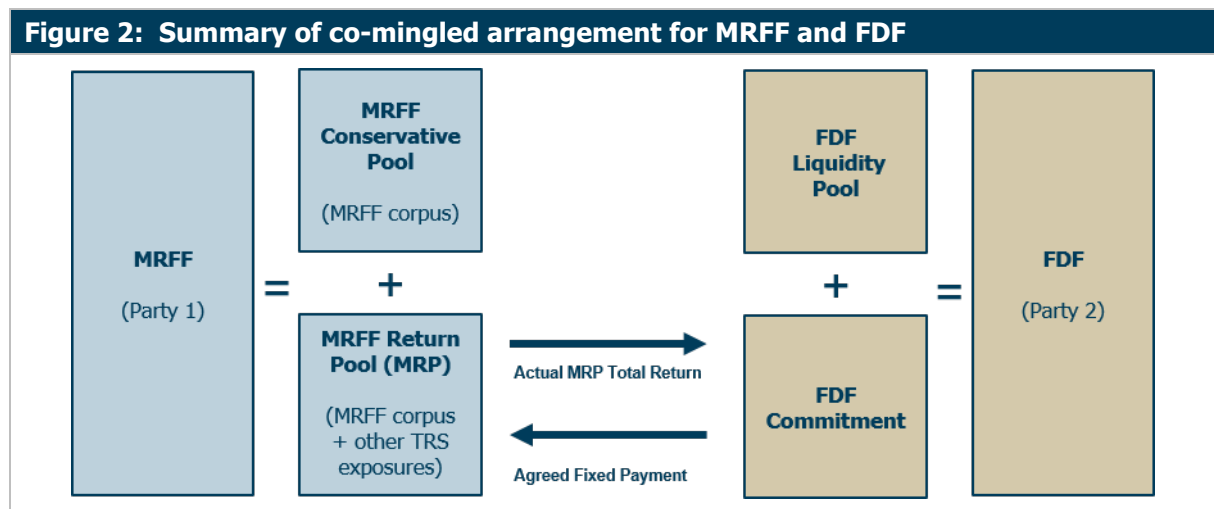 Figure 2:  Summary of co-mingled arrangement for MRFF and FDF
MRFF
(Party 1)
=
MRFF
Conservative
Pool
(MRFF corpus)
+
MRFF Return
Pool (MRP)
(MRFF corpus
+ other TRS
exposures)
Actual MRP Total Return
Agreed Fixed Payment
FDF
Liquidity
Pool
+
FDF
Commitment
=
FDF
(Party 2)